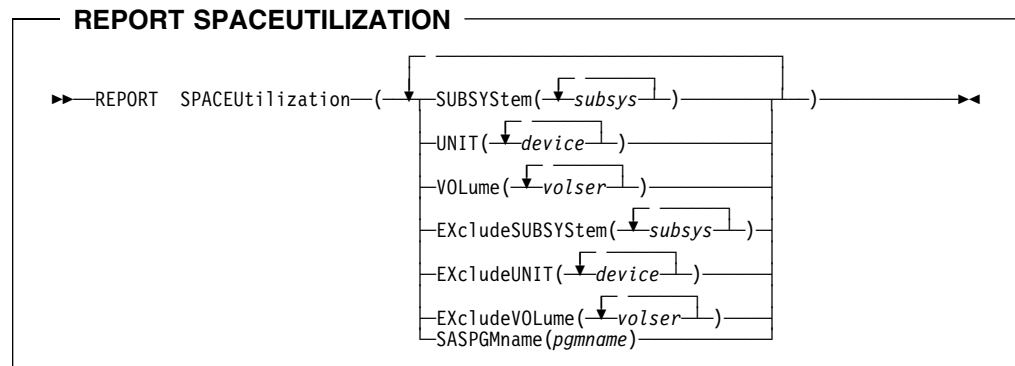 REPORT SPACEUTILIZATION
REPORT SPACEUtilization ( SUBSYStem( subsys ) )
UNIT( device )
VOLume( volser )
EXcludeSUBSYStem( subsys )
EXcludeUNIT( device )
EXcludeVOLume( volser )
SASPGMname(pgmname)